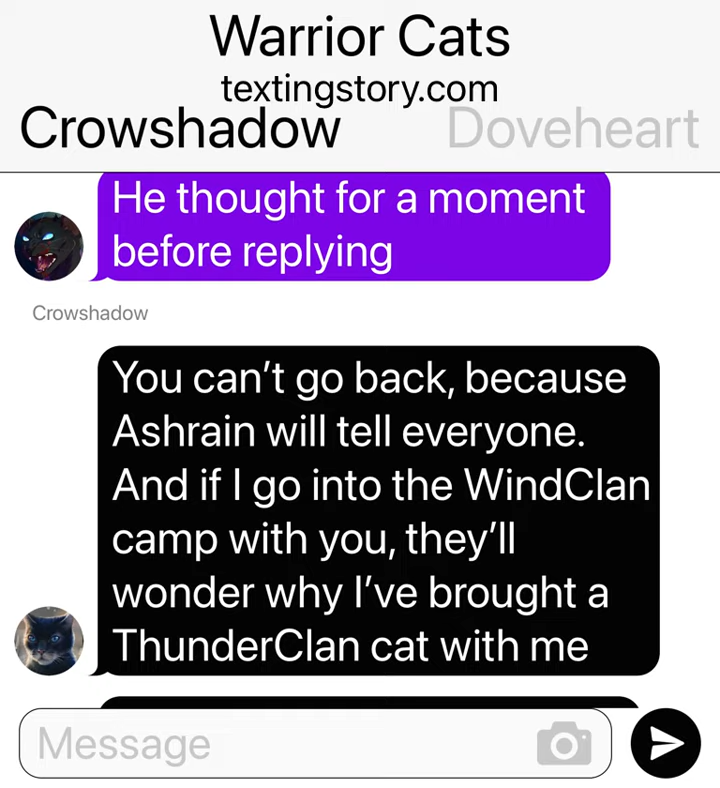 Warrior Cats
textingstory.com
Crowshadow Doveheart
He thought for a moment
before replying
Crowshadow
You can't go back, because
Ashrain will tell everyone.
And if I go into the WindClan
camp with you, they'll
wonder why I've brought a
ThunderClan cat with me
Message